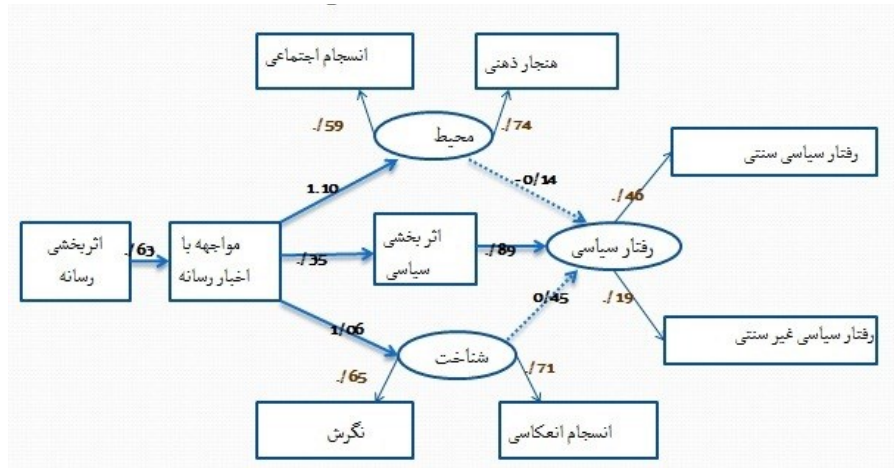 انسجام اجتماعی
هنجار ذهنی
./59
./74
محیط
رفتار سیاسی سنتی
1.10
-0/14
./46
اثربخشی
رسانه
./63
مواجهه با
اخبار رسانه
./35
اثر بخشی
سیاسی
./89
رفتار سیاسی
0/45
./19
1/06
رفتار سیاسی غیر سنتی
شناخت
./65
./71
نگرش
انسجام انعکاسی